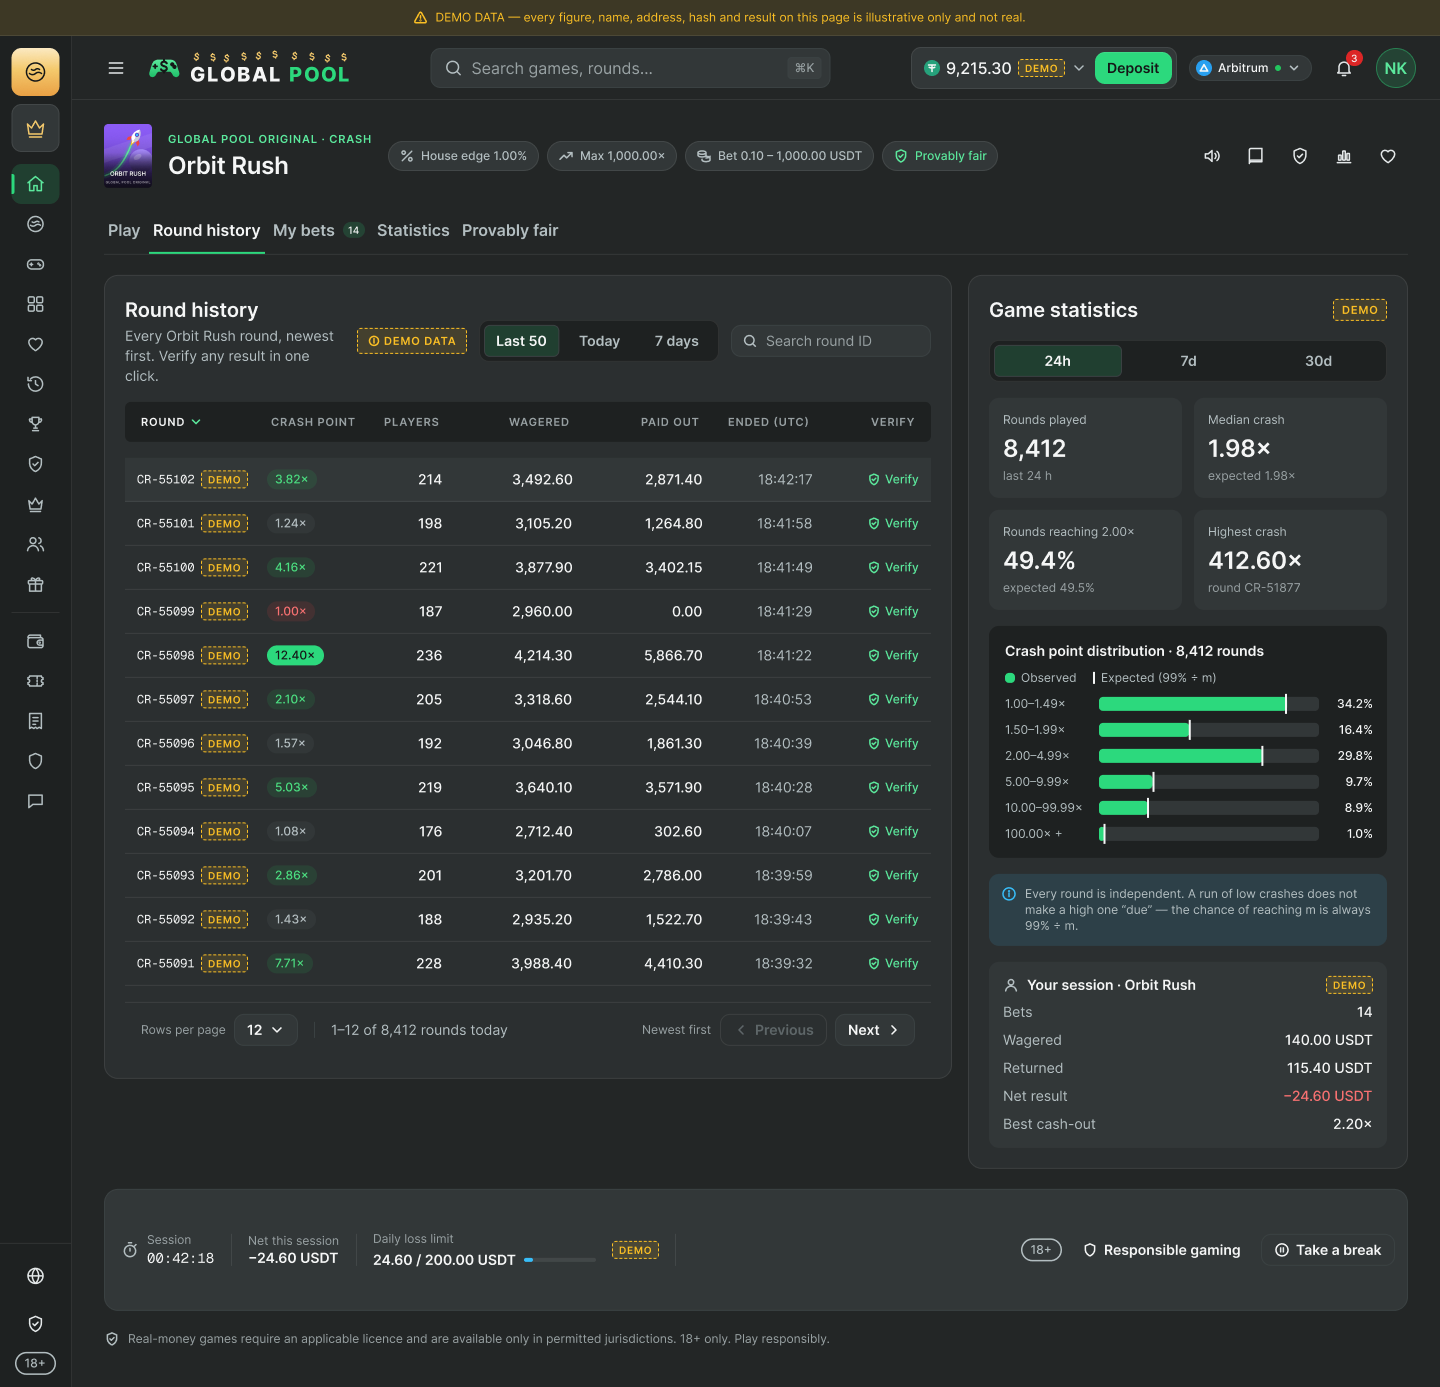 DEMO DATA — every figure, name, address, hash and result on this page is illustrative only and not real.
$ $ $ $ $ $ $ $ $ $
GLOBAL POOL
Search games, rounds...
⌘K
9,215.30 DEMO
Deposit
Arbitrum
3
NK
ORBIT RUSH
GLOBAL POOL ORIGINAL
GLOBAL POOL ORIGINAL · CRASH
Orbit Rush
House edge 1.00%
Max 1,000.00×
Bet 0.10 – 1,000.00 USDT
Provably fair
Play Round history My bets 14 Statistics Provably fair
Round history
Every Orbit Rush round, newest
first. Verify any result in one
click.
DEMO DATA
Last 50 Today 7 days
Search round ID
ROUND CRASH POINT PLAYERS WAGERED PAID OUT ENDED (UTC) VERIFY
CR-55102 DEMO 3.82× 214 3,492.60 2,871.40 18:42:17 Verify
CR-55101 DEMO 1.24× 198 3,105.20 1,264.80 18:41:58 Verify
CR-55100 DEMO 4.16× 221 3,877.90 3,402.15 18:41:49 Verify
CR-55099 DEMO 1.00× 187 2,960.00 0.00 18:41:29 Verify
CR-55098 DEMO 12.40× 236 4,214.30 5,866.70 18:41:22 Verify
CR-55097 DEMO 2.10× 205 3,318.60 2,544.10 18:40:53 Verify
CR-55096 DEMO 1.57× 192 3,046.80 1,861.30 18:40:39 Verify
CR-55095 DEMO 5.03× 219 3,640.10 3,571.90 18:40:28 Verify
CR-55094 DEMO 1.08× 176 2,712.40 302.60 18:40:07 Verify
CR-55093 DEMO 2.86× 201 3,201.70 2,786.00 18:39:59 Verify
CR-55092 DEMO 1.43× 188 2,935.20 1,522.70 18:39:43 Verify
CR-55091 DEMO 7.71× 228 3,988.40 4,410.30 18:39:32 Verify
Rows per page 12 1–12 of 8,412 rounds today Newest first Previous Next
Game statistics DEMO
24h 7d 30d
Rounds played
8,412
last 24 h
Median crash
1.98×
expected 1.98×
Rounds reaching 2.00×
49.4%
expected 49.5%
Highest crash
412.60×
round CR-51877
Crash point distribution · 8,412 rounds
Observed Expected (99% ÷ m)
1.00–1.49× 34.2%
1.50–1.99× 16.4%
2.00–4.99× 29.8%
5.00–9.99× 9.7%
10.00–99.99× 8.9%
100.00× + 1.0%
Every round is independent. A run of low crashes does not
make a high one “due” — the chance of reaching m is always
99% ÷ m.
Your session · Orbit Rush DEMO
Bets 14
Wagered 140.00 USDT
Returned 115.40 USDT
Net result −24.60 USDT
Best cash-out 2.20×
Session
00:42:18
Net this session
−24.60 USDT
Daily loss limit
24.60 / 200.00 USDT
DEMO
18+
Responsible gaming
Take a break
Real-money games require an applicable licence and are available only in permitted jurisdictions. 18+ only. Play responsibly.
18+